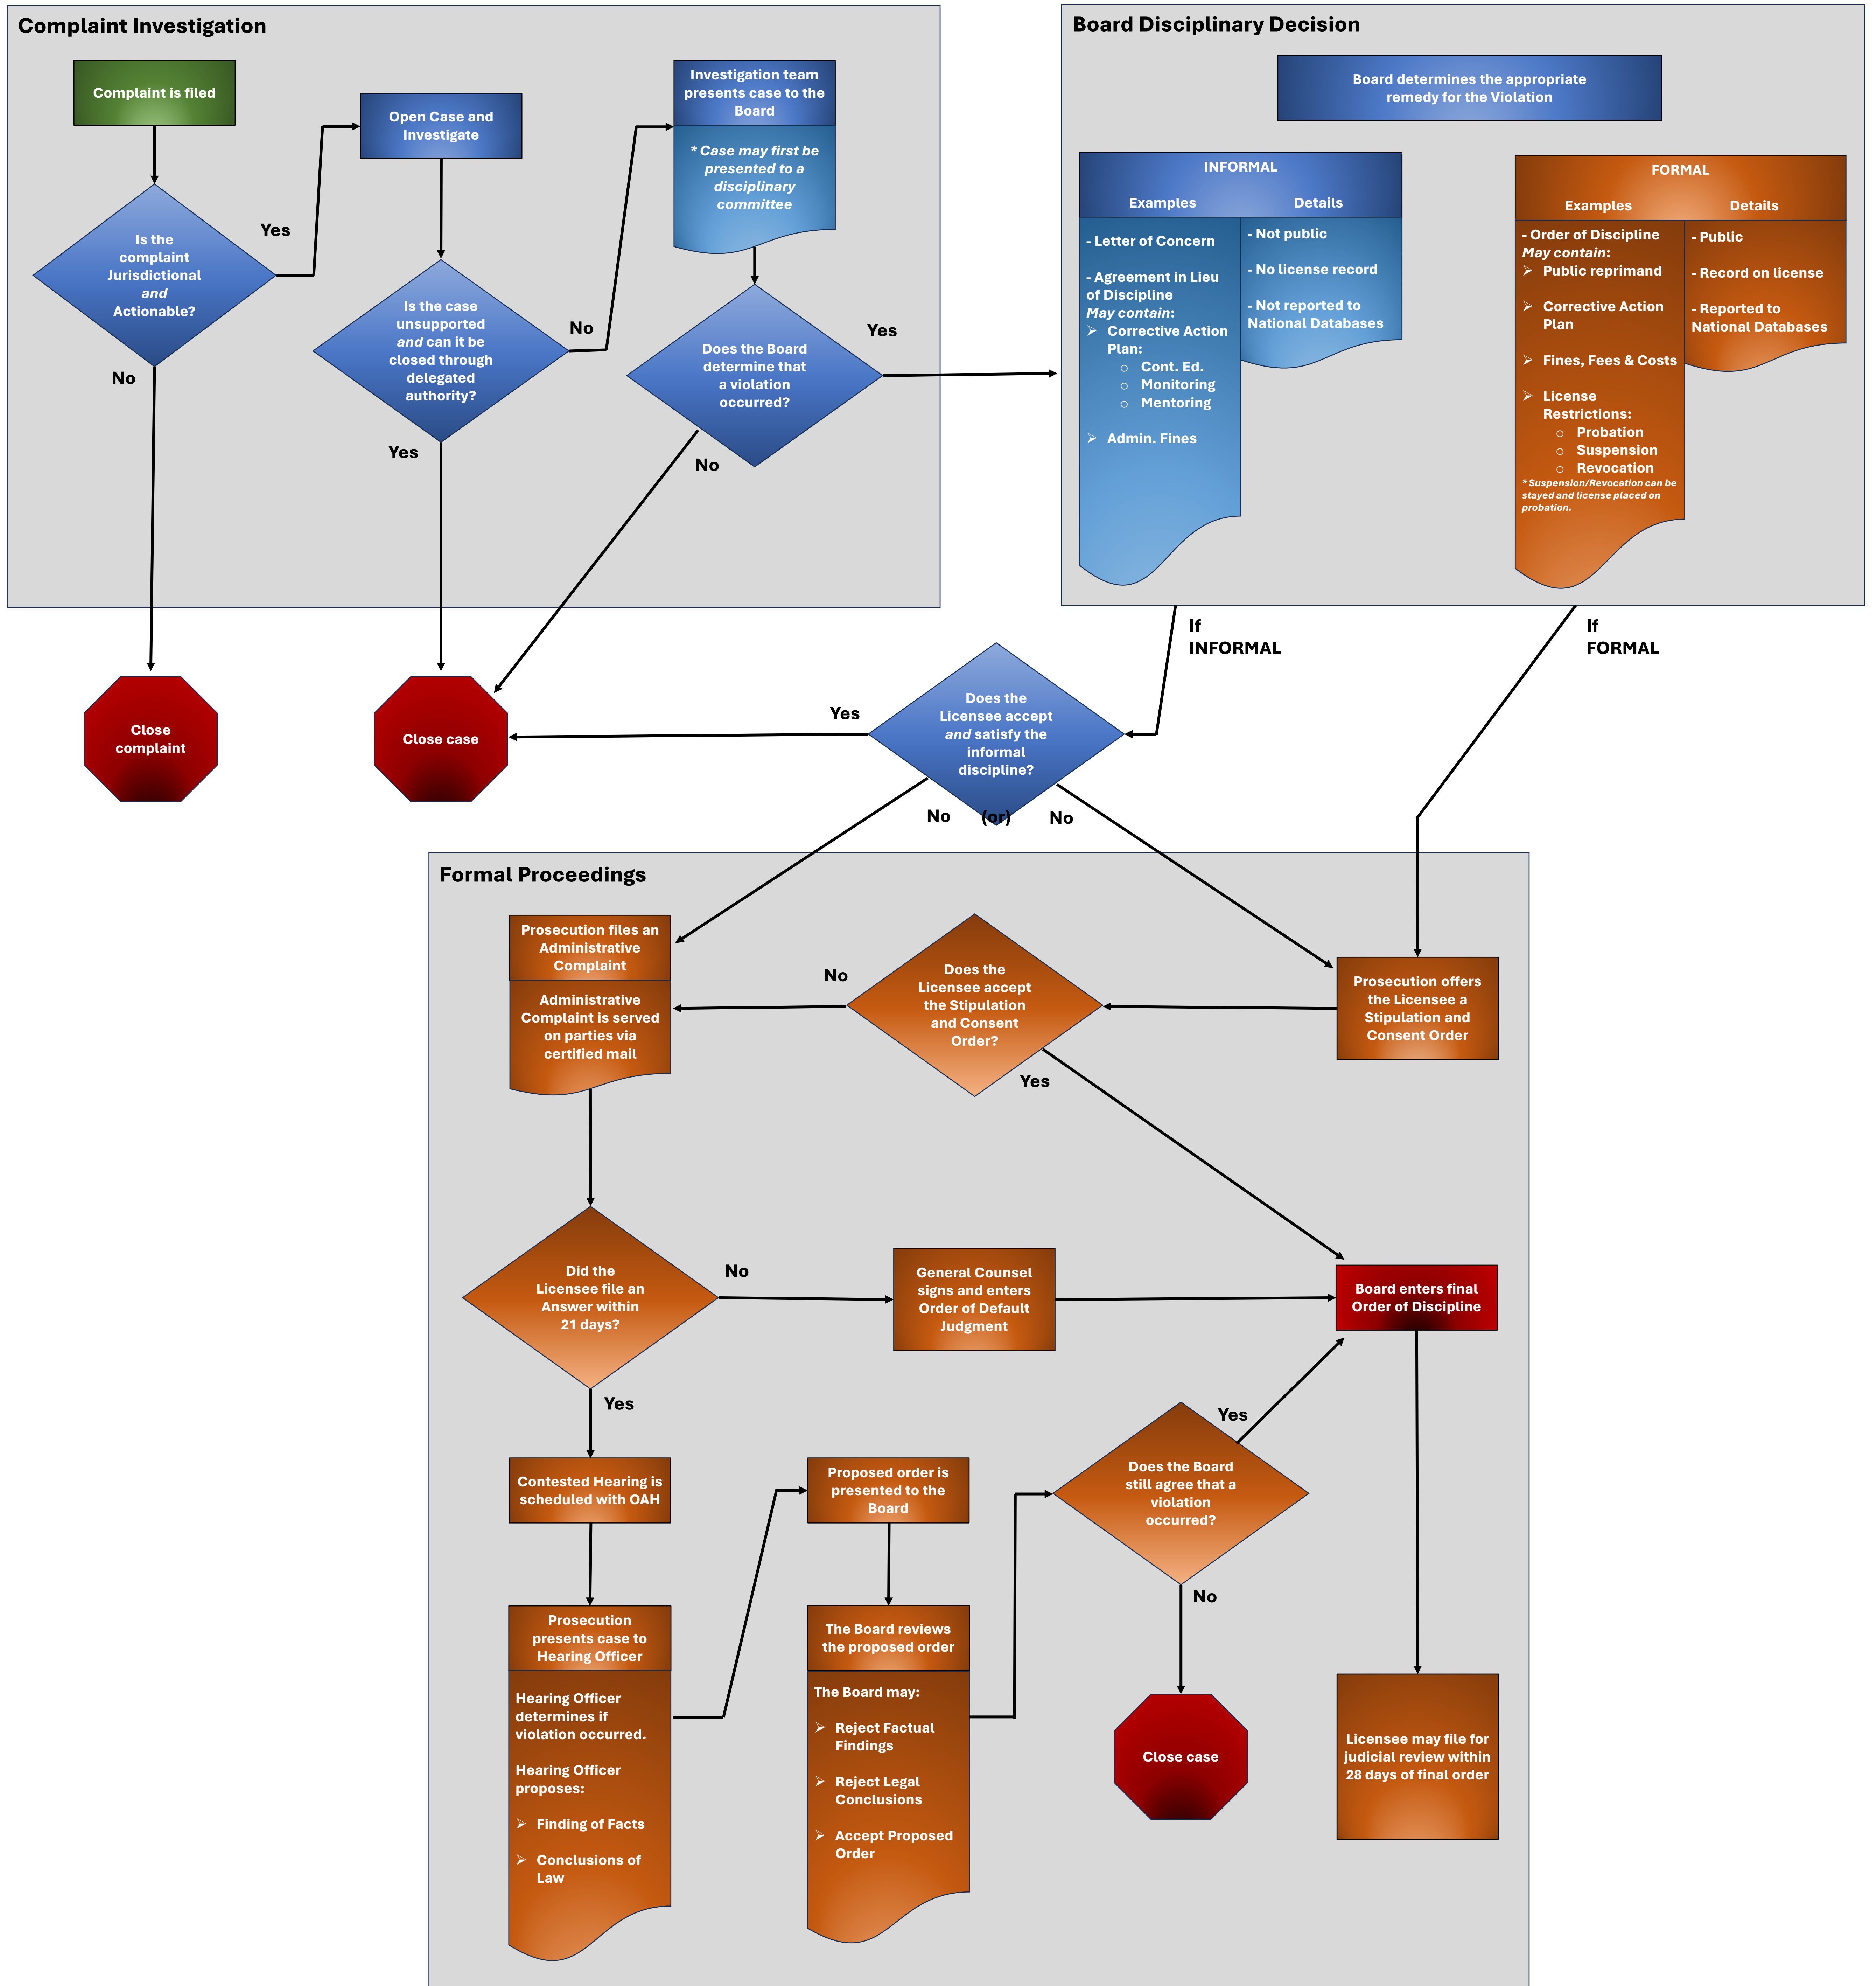 Complaint Investigation
Complaint is filed
Is the
complaint
Jurisdictional
and
Actionable?
Yes
No
Open Case and
Investigate
Is the case
unsupported
and can it be
closed through
delegated
authority?
No
Yes
Investigation team
presents case to the
Board
* Case may first be
presented to a
disciplinary
committee
Does the Board
determine that
a violation
occurred?
Yes
No
Close
complaint
Close case
Board Disciplinary Decision
Board determines the appropriate
remedy for the Violation
INFORMAL
Examples
Details
- Letter of Concern
- Agreement in Lieu
of Discipline
May contain:
➢ Corrective Action
Plan:
o Cont. Ed.
o Monitoring
o Mentoring
➢ Admin. Fines
- Not public
- No license record
- Not reported to
National Databases
FORMAL
Examples
Details
- Order of Discipline
May contain:
➢ Public reprimand
➢ Corrective Action
Plan
➢ Fines, Fees & Costs
➢ License
Restrictions:
o Probation
o Suspension
o Revocation
* Suspension/Revocation can be
stayed and license placed on
probation.
- Public
- Record on license
- Reported to
National Databases
If
INFORMAL
If
FORMAL
Does the
Licensee accept
and satisfy the
informal
discipline?
Yes
No (or) No
Formal Proceedings
Prosecution files an
Administrative
Complaint
Administrative
Complaint is served
on parties via
certified mail
No
Does the
Licensee accept
the Stipulation
and Consent
Order?
Yes
Prosecution offers
the Licensee a
Stipulation and
Consent Order
Did the
Licensee file an
Answer within
21 days?
No
Yes
General Counsel
signs and enters
Order of Default
Judgment
Board enters final
Order of Discipline
Contested Hearing is
scheduled with OAH
Prosecution
presents case to
Hearing Officer
Hearing Officer
determines if
violation occurred.
Hearing Officer
proposes:
➢ Finding of Facts
➢ Conclusions of
Law
Proposed order is
presented to the
Board
The Board reviews
the proposed order
The Board may:
➢ Reject Factual
Findings
➢ Reject Legal
Conclusions
➢ Accept Proposed
Order
Does the Board
still agree that a
violation
occurred?
Yes
No
Close case
Licensee may file for
judicial review within
28 days of final order